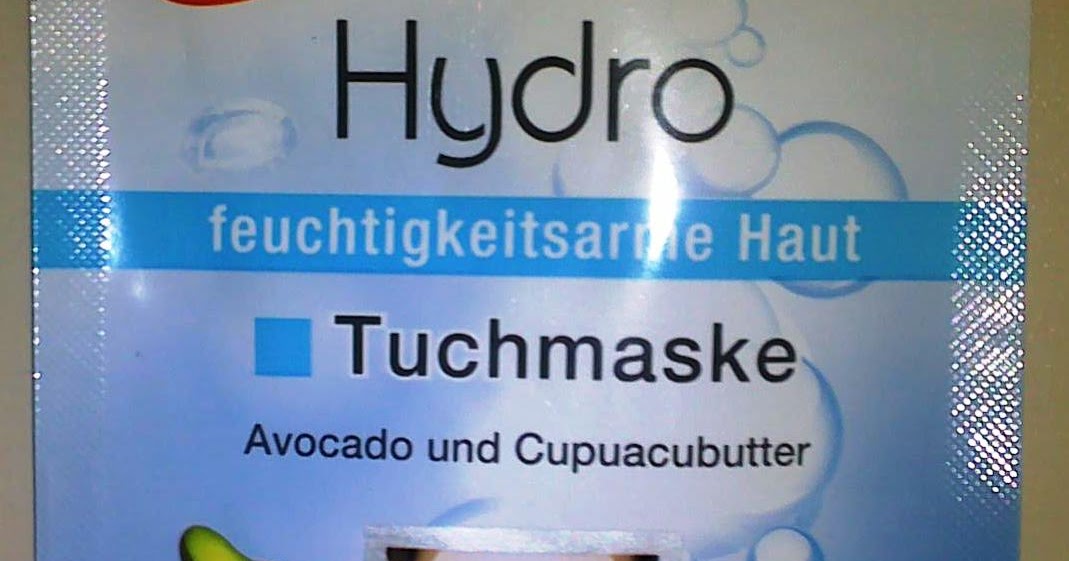 Hydro
feuchtigkeitsarme Haut
Tuchmaske
Avocado und Cupuacubutter